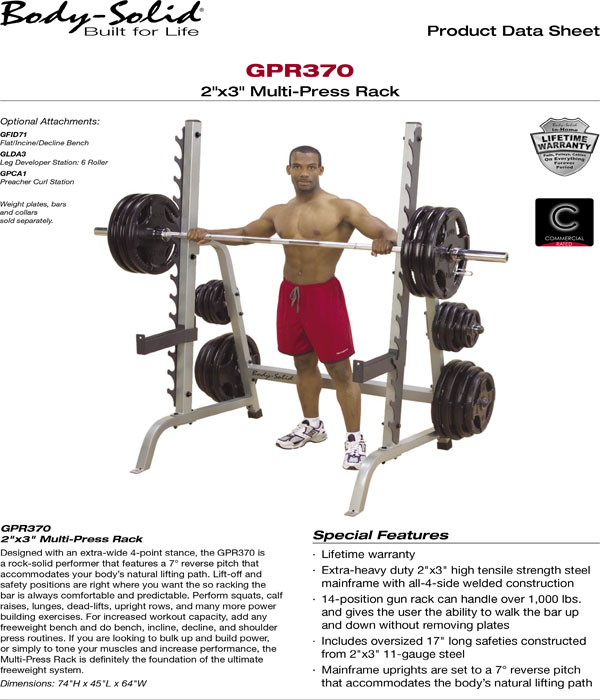 Body-Solid®
Built for Life
Product Data Sheet
GPR370
2"x3" Multi-Press Rack
Optional Attachments:
GFID71
Flat/Incine/Decline Bench
GLDA3
Leg Developer Station: 6 Roller
GPCA1
Preacher Curl Station
Weight plates, bars
and collars
sold separately.
Body-Solid
In-Home
LIFETIME
WARRANTY
Parts, Pulleys, Cables
On Everything
Forever
Period
C
COMMERCIAL
RATED
Body-Solid
GPR370
2"x3" Multi-Press Rack
Designed with an extra-wide 4-point stance, the GPR370 is
a rock-solid performer that features a 7° reverse pitch that
accommodates your body's natural lifting path. Lift-off and
safety positions are right where you want the so racking the
bar is always comfortable and predictable. Perform squats, calf
raises, lunges, dead-lifts, upright rows, and many more power
building exercises. For increased workout capacity, add any
freeweight bench and do bench, incline, decline, and shoulder
press routines. If you are looking to bulk up and build power,
or simply to tone your muscles and increase performance, the
Multi-Press Rack is definitely the foundation of the ultimate
freeweight system.
Dimensions: 74"H x 45"L x 64"W
Special Features
· Lifetime warranty
· Extra-heavy duty 2"x3" high tensile strength steel
mainframe with all-4-side welded construction
· 14-position gun rack can handle over 1,000 lbs.
and gives the user the ability to walk the bar up
and down without removing plates
· Includes oversized 17" long safeties constructed
from 2"x3" 11-gauge steel
· Mainframe uprights are set to a 7° reverse pitch
that accommodates the body's natural lifting path